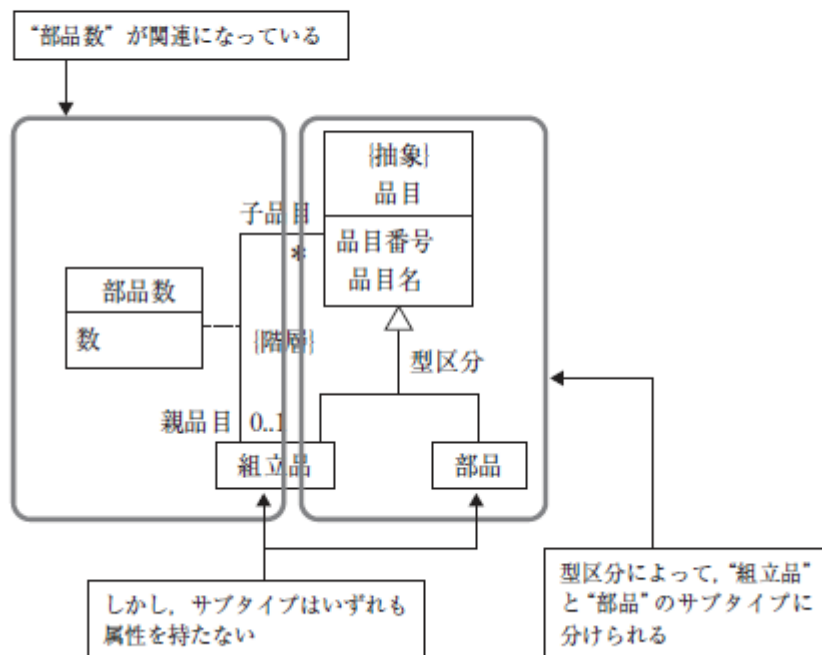 “部品数”が関連になっている
{抽象}
品目
品目番号
品目名
子品目
*
部品数
数
{階層}
型区分
親品目 0..1
組立品
部品
しかし，サブタイプはいずれも
属性を持たない
型区分によって，“組立品”
と“部品”のサブタイプに
分けられる